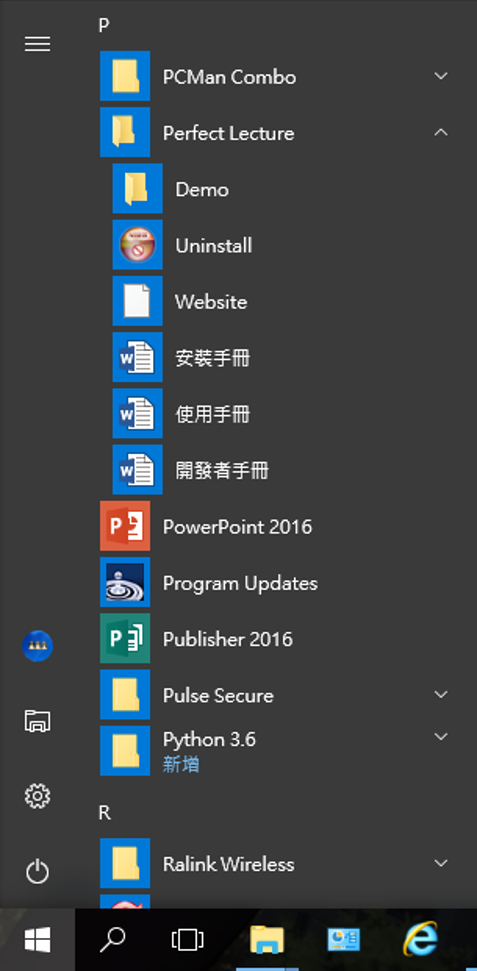 P
PCMan Combo
Perfect Lecture
Demo
Uninstall
Website
安裝手冊
使用手冊
開發者手冊
PowerPoint 2016
Program Updates
Publisher 2016
Pulse Secure
Python 3.6
新增
R
Ralink Wireless